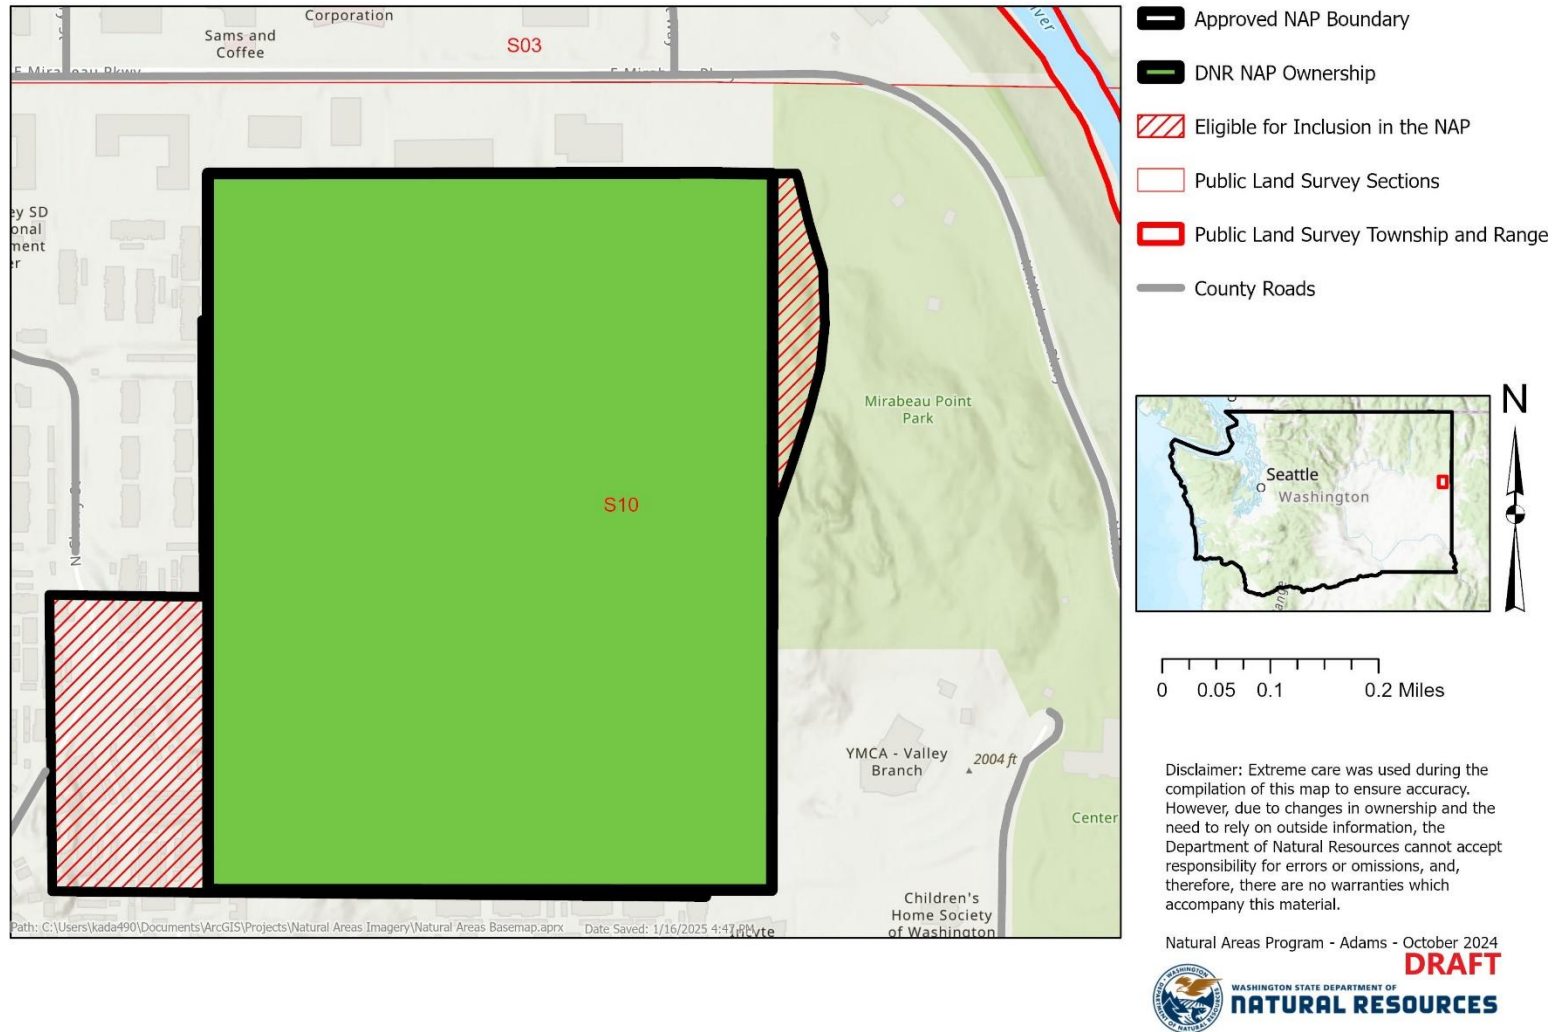 Corporation
Sams and
Coffee
S03
E Mirabeau Pkwy
ey SD
onal
ment
er
Mirabeau Point
Park
S10
YMCA - Valley
Branch
2004 ft
Center
Children's
Home Society
of Washington
Path: C:\Users\kada490\Documents\ArcGIS\Projects\Natural Areas Imagery\Natural Areas Basemap.aprx Date Saved: 1/16/2025 4:47 PM
Approved NAP Boundary
DNR NAP Ownership
Eligible for Inclusion in the NAP
Public Land Survey Sections
Public Land Survey Township and Range
County Roads
N
Seattle
Washington
0 0.05 0.1 0.2 Miles
Disclaimer: Extreme care was used during the
compilation of this map to ensure accuracy.
However, due to changes in ownership and the
need to rely on outside information, the
Department of Natural Resources cannot accept
responsibility for errors or omissions, and,
therefore, there are no warranties which
accompany this material.
Natural Areas Program - Adams - October 2024
DRAFT
WASHINGTON STATE DEPARTMENT OF
NATURAL RESOURCES